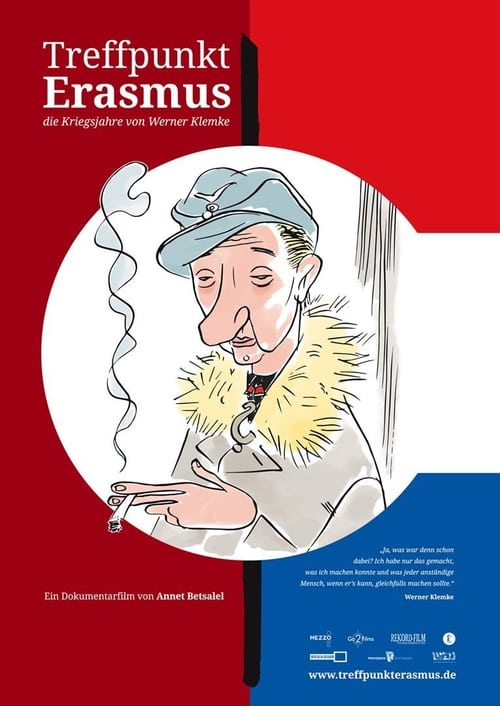 Treffpunkt
Erasmus
die Kriegsjahre von Werner Klemke
„Ja, was war denn schon
dabei? Ich habe nur das gemacht,
was ich machen konnte und was jeder anständige
Mensch, wenn er's kann, gleichfalls machen sollte.“
Werner Klemke
Ein Dokumentarfilm von Annet Betsalel
MEZZO
Go2Films
REKORD-FILM
PROGRESS
www.treffpunkterasmus.de